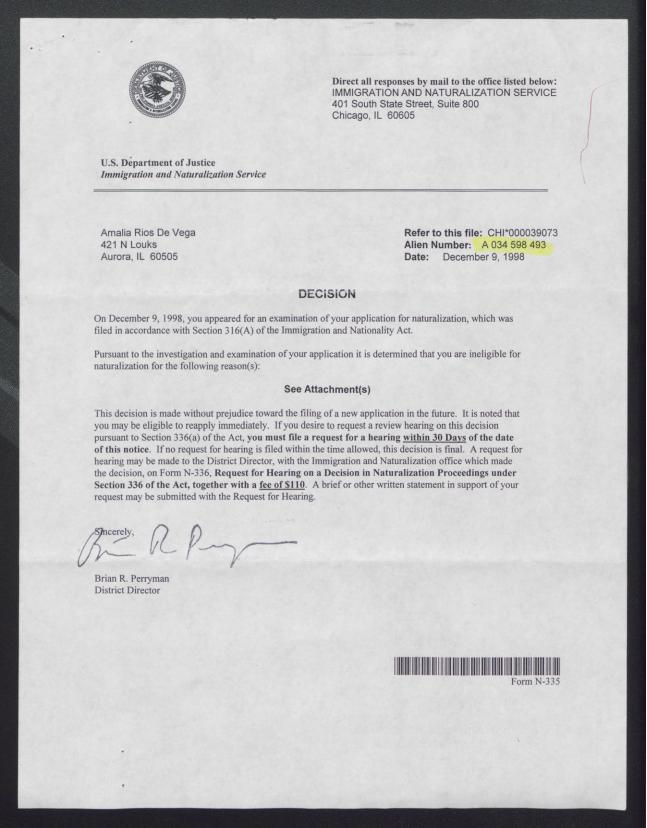 Direct all responses by mail to the office listed below:
IMMIGRATION AND NATURALIZATION SERVICE
401 South State Street, Suite 800
Chicago, IL 60605
U.S. Department of Justice
Immigration and Naturalization Service
Amalia Rios De Vega
421 N Louks
Aurora, IL 60505
Refer to this file: CHI*000039073
Alien Number: A 034 598 493
Date: December 9, 1998
DECISION
On December 9, 1998, you appeared for an examination of your application for naturalization, which was
filed in accordance with Section 316(A) of the Immigration and Nationality Act.
Pursuant to the investigation and examination of your application it is determined that you are ineligible for
naturalization for the following reason(s):
See Attachment(s)
This decision is made without prejudice toward the filing of a new application in the future. It is noted that
you may be eligible to reapply immediately. If you desire to request a review hearing on this decision
pursuant to Section 336(a) of the Act, you must file a request for a hearing within 30 Days of the date
of this notice. If no request for hearing is filed within the time allowed, this decision is final. A request for
hearing may be made to the District Director, with the Immigration and Naturalization office which made
the decision, on Form N-336, Request for Hearing on a Decision in Naturalization Proceedings under
Section 336 of the Act, together with a fee of $110. A brief or other written statement in support of your
request may be submitted with the Request for Hearing.
Sincerely,
Brian R Perryman
Brian R. Perryman
District Director
Form N-335